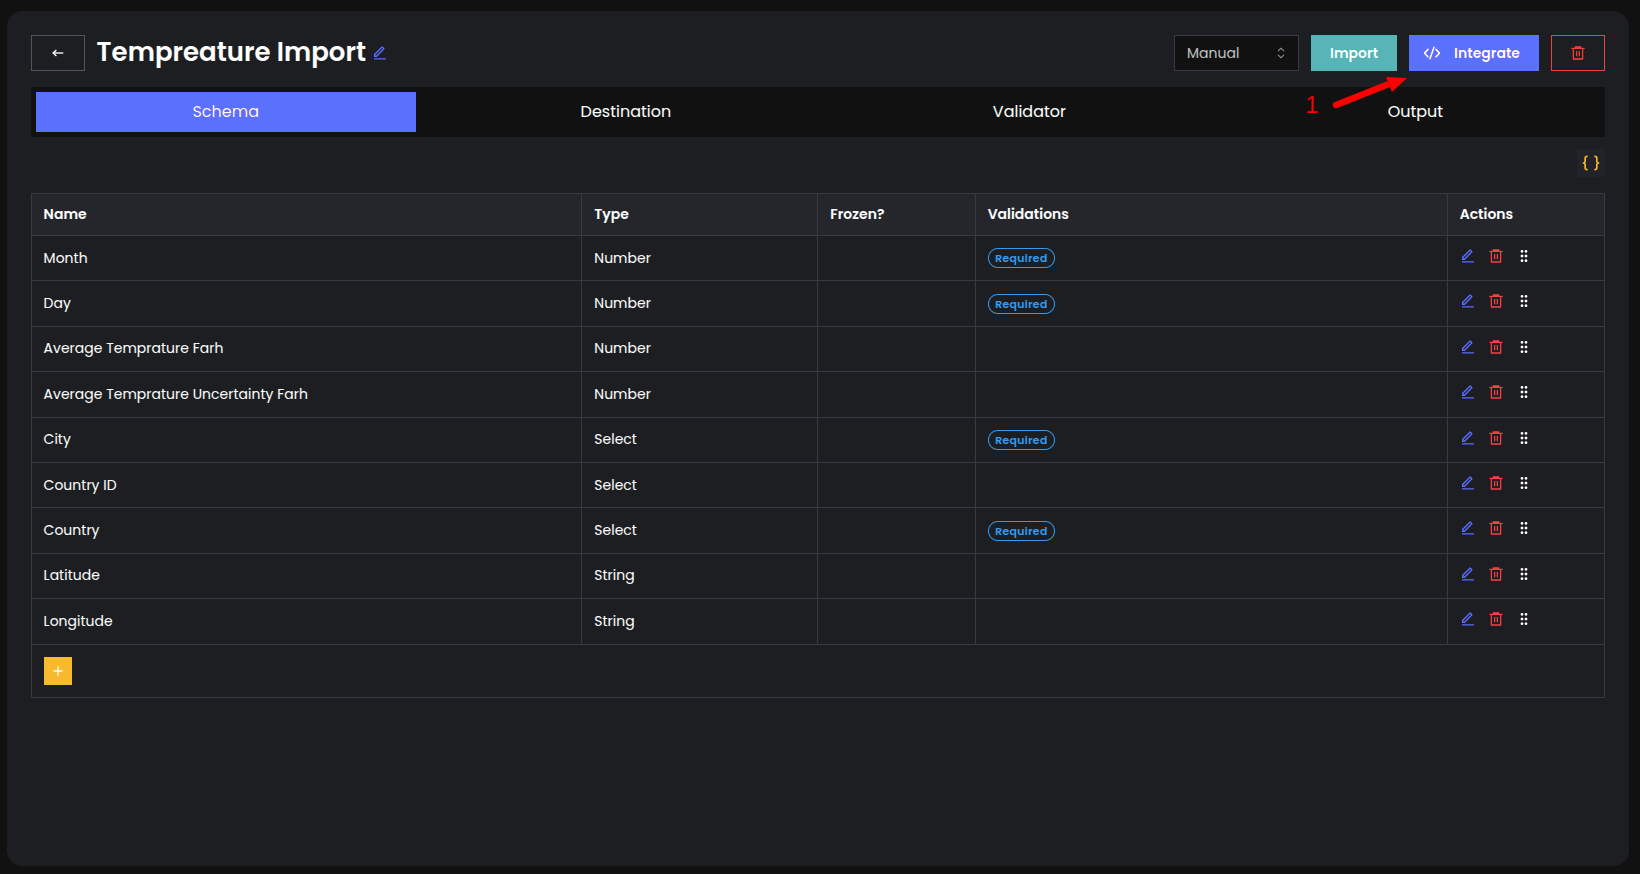 Tempreature Import
Manual
Import
</> Integrate
Schema
Destination
Validator
1
Output
{ }
Name Type Frozen? Validations Actions
Month Number Required
Day Number Required
Average Temprature Farh Number
Average Temprature Uncertainty Farh Number
City Select Required
Country ID Select
Country Select Required
Latitude String
Longitude String
+